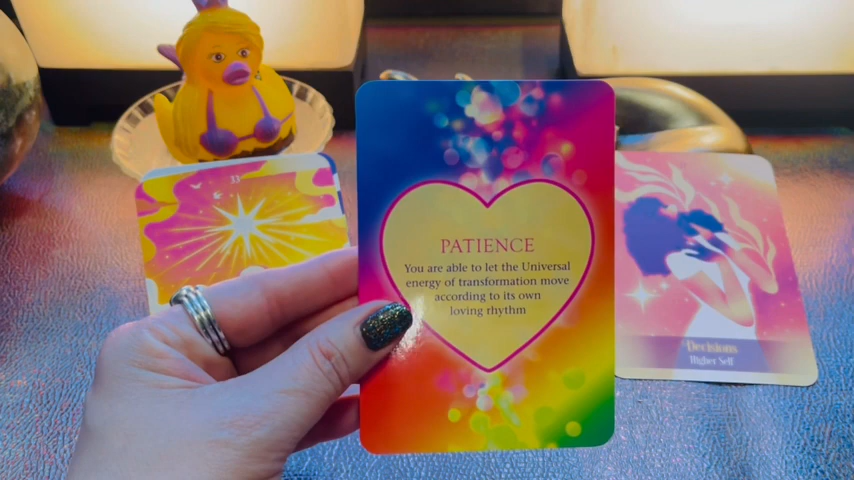 33
PATIENCE
You are able to let the Universal
energy of transformation move
according to its own
loving rhythm
Decisions
Higher Self